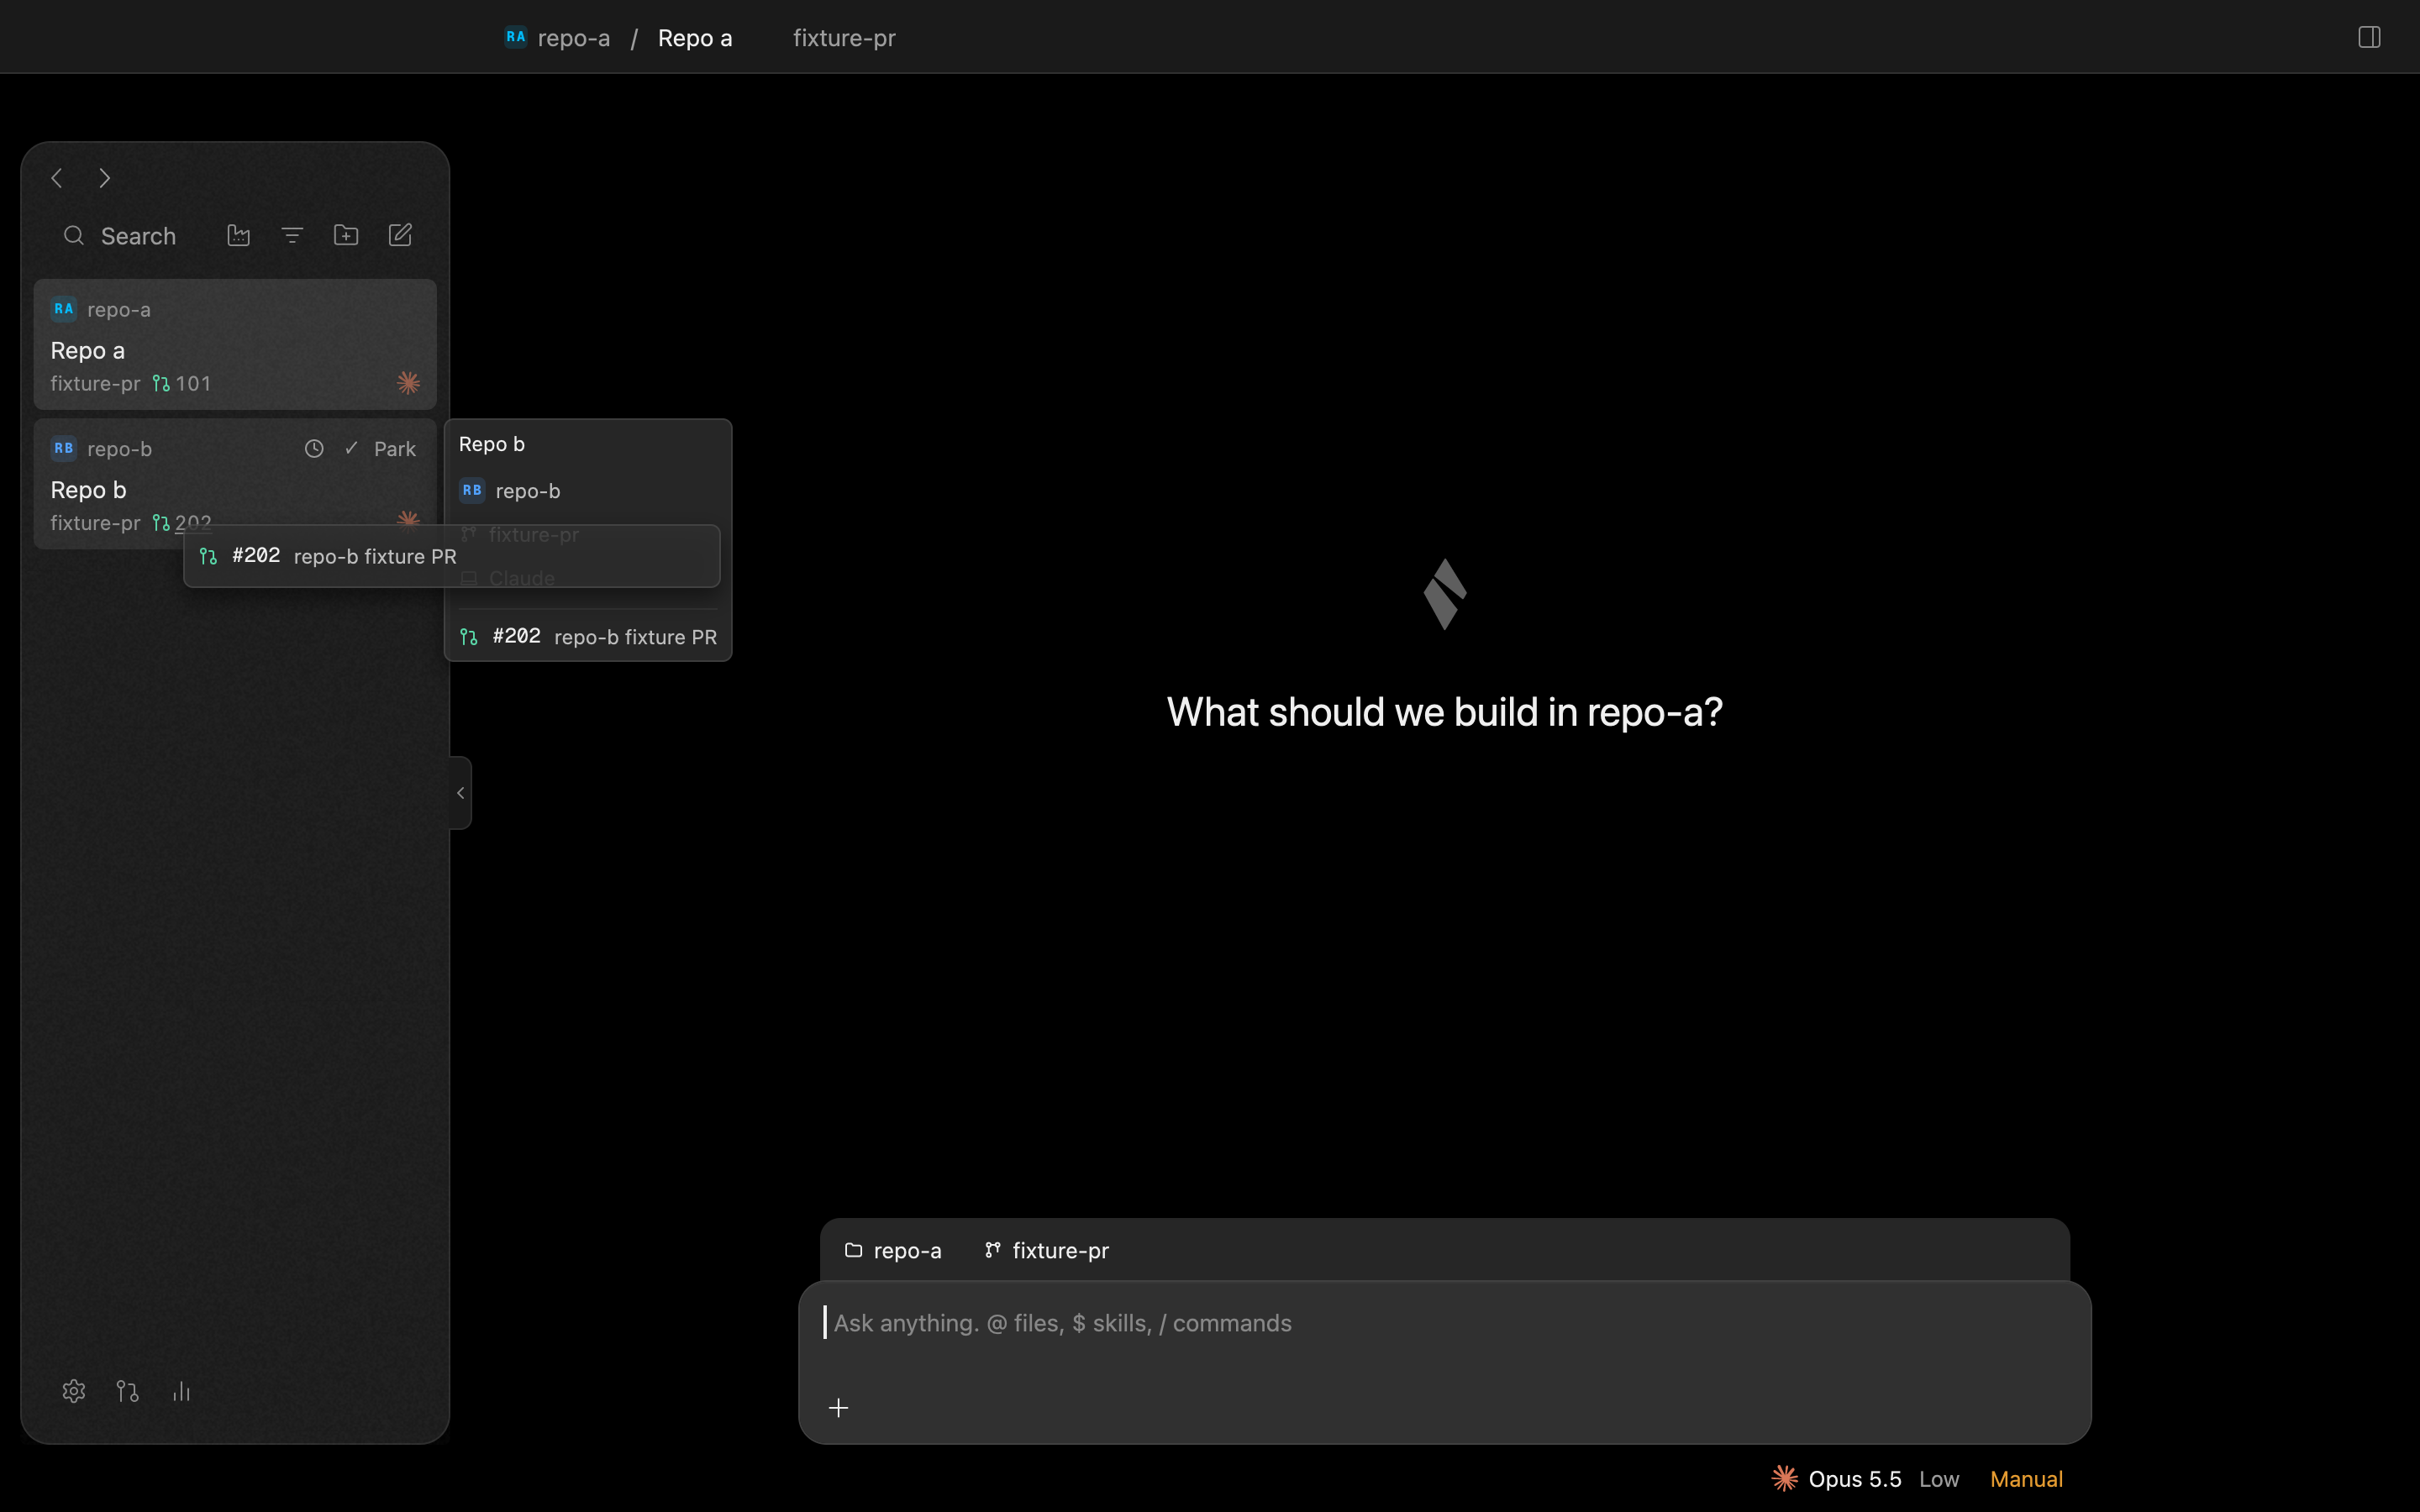 RA repo-a / Repo a fixture-pr
Search
RA repo-a
Repo a
fixture-pr 101
RB repo-b ✓ Park
Repo b
fixture-pr 202
Repo b
RB repo-b
fixture-pr
Claude
#202 repo-b fixture PR
#202 repo-b fixture PR
What should we build in repo-a?
repo-a fixture-pr
Ask anything. @ files, $ skills, / commands
Opus 5.5 Low Manual